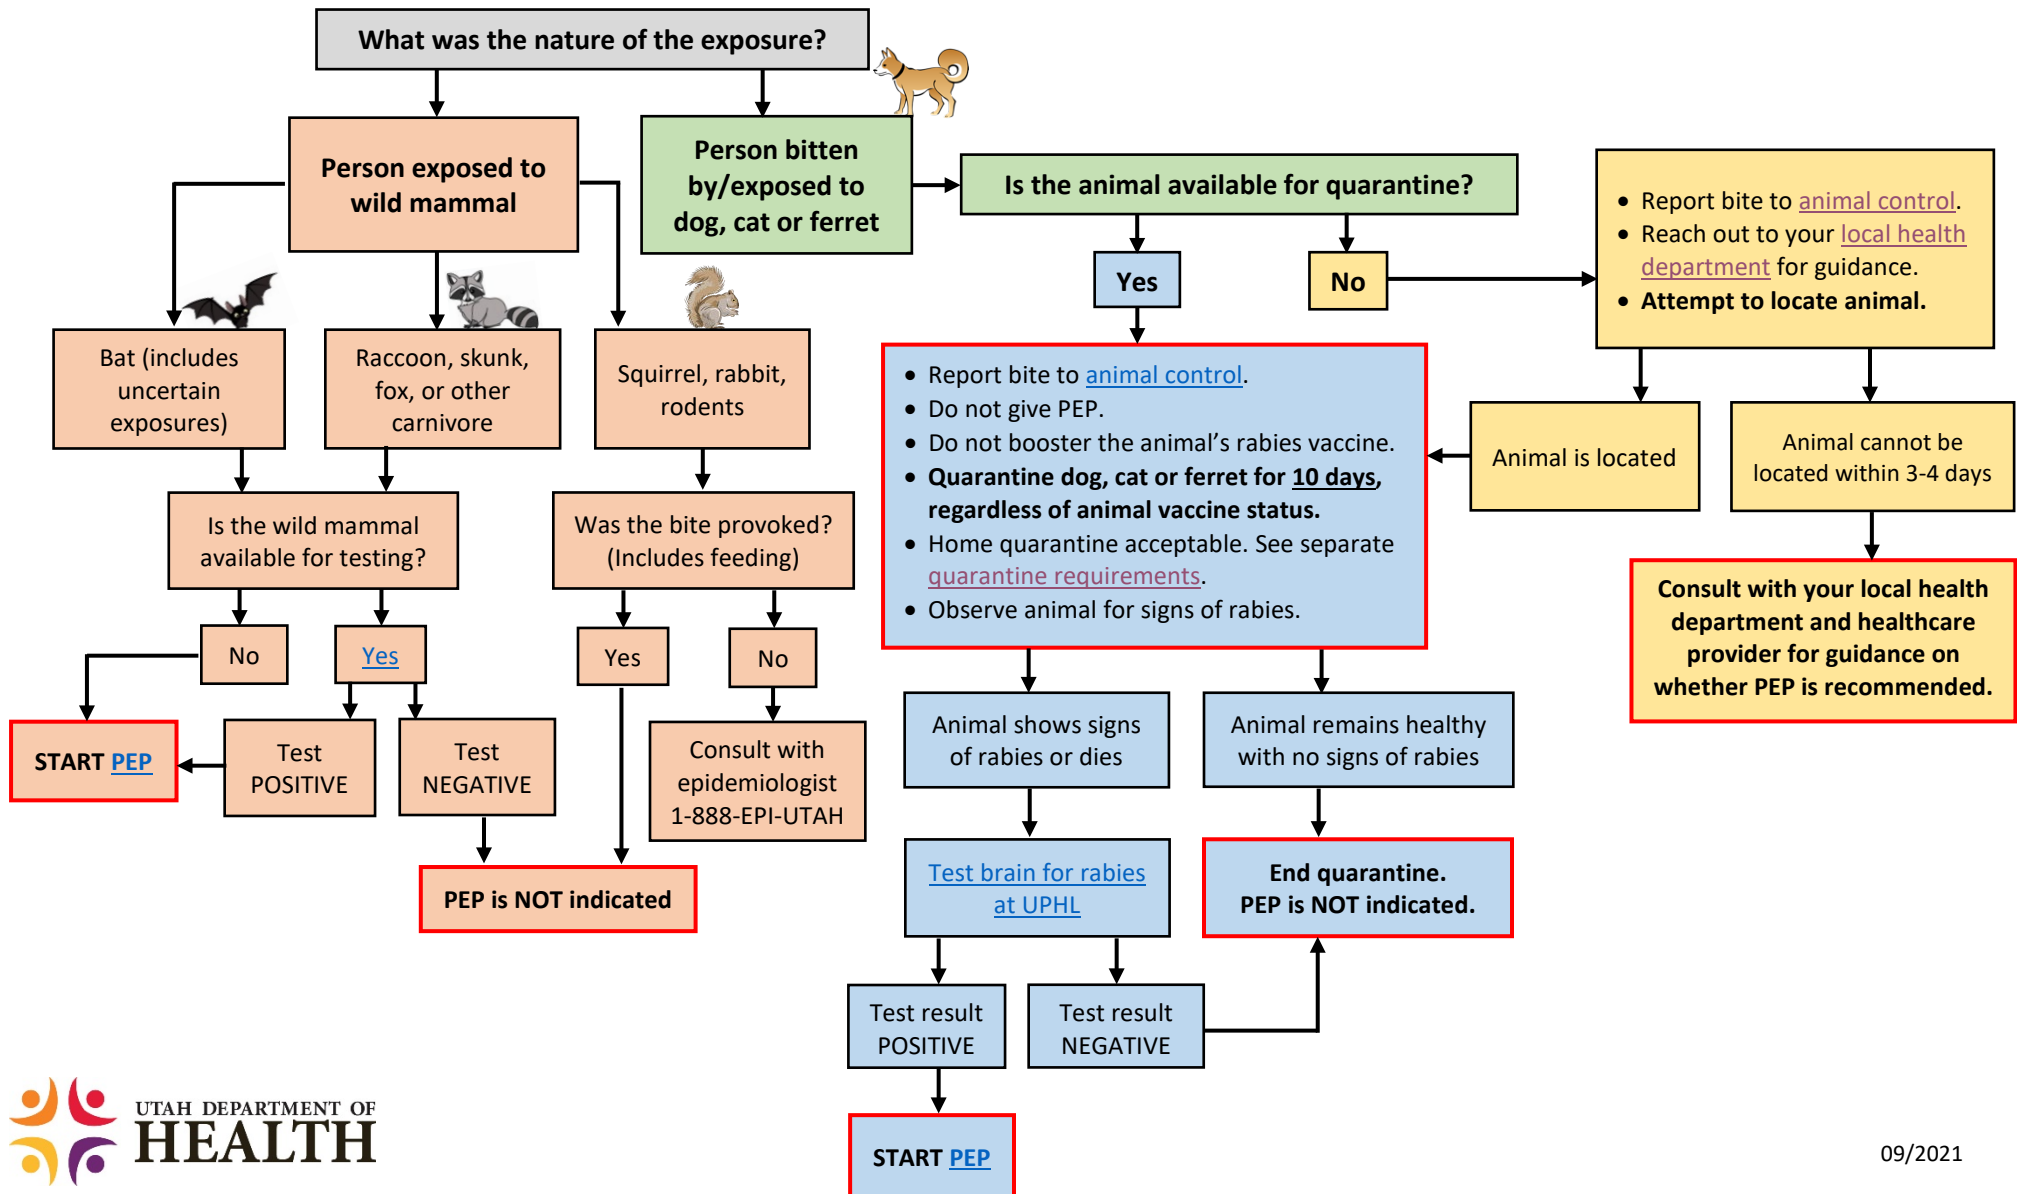 What was the nature of the exposure?
Person exposed to
wild mammal
Person bitten
by/exposed to
dog, cat or ferret
Is the animal available for quarantine?
Yes
No
• Report bite to animal control.
• Reach out to your local health
department for guidance.
• Attempt to locate animal.
Bat (includes
uncertain
exposures)
Raccoon, skunk,
fox, or other
carnivore
Squirrel, rabbit,
rodents
• Report bite to animal control.
• Do not give PEP.
• Do not booster the animal's rabies vaccine.
• Quarantine dog, cat or ferret for 10 days,
regardless of animal vaccine status.
• Home quarantine acceptable. See separate
quarantine requirements.
• Observe animal for signs of rabies.
Animal is located
Animal cannot be
located within 3-4 days
Is the wild mammal
available for testing?
Was the bite provoked?
(Includes feeding)
Consult with your local health
department and healthcare
provider for guidance on
whether PEP is recommended.
No
Yes
Yes
No
START PEP
Test
POSITIVE
Test
NEGATIVE
Consult with
epidemiologist
1-888-EPI-UTAH
Animal shows signs
of rabies or dies
Animal remains healthy
with no signs of rabies
PEP is NOT indicated
Test brain for rabies
at UPHL
End quarantine.
PEP is NOT indicated.
Test result
POSITIVE
Test result
NEGATIVE
START PEP
UTAH DEPARTMENT OF
HEALTH
09/2021